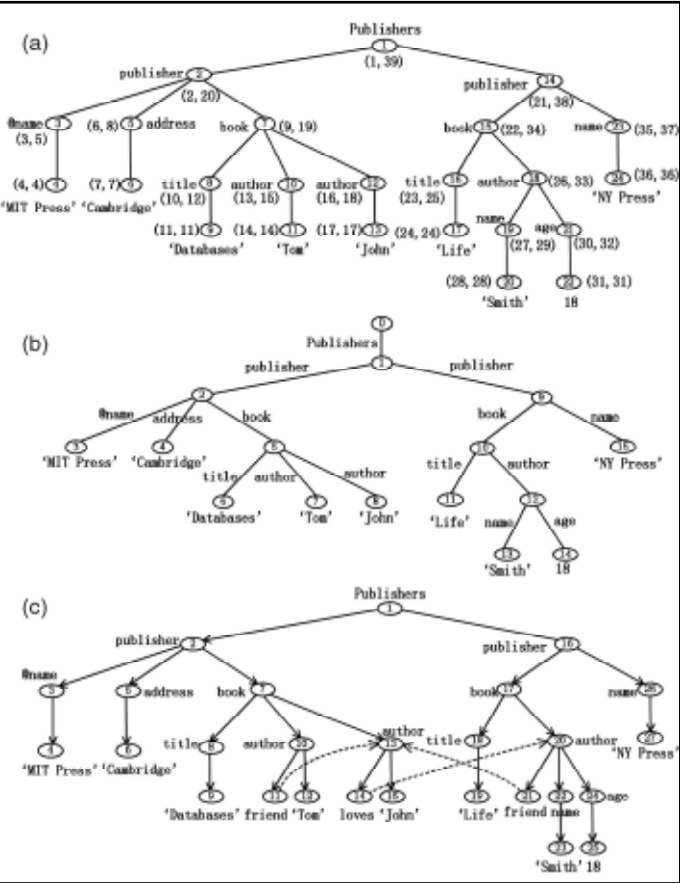 (a)
Publishers
1
(1, 39)
publisher 2 (2, 20)
publisher 14 (21, 38)
@name 3 (3, 5)
(6, 8) 5 address
book 7 (9, 19)
book 15 (22, 34)
name 23 (35, 37)
(4, 4) 4
(7, 7) 6
title 8 (10, 12)
author 10 (13, 15)
author 12 (16, 18)
title 16 (23, 25)
author 18 (26, 33)
24 (36, 36)
'MIT Press' 'Cambridge' 'NY Press'
(11, 11) 9
(14, 14) 11
(17, 17) 13
(24, 24) 17
name 19 (27, 29)
age 21 (30, 32)
'Databases' 'Tom' 'John' 'Life'
(28, 28) 20
22 (31, 31)
'Smith' 18
(b)
0
Publishers
1
publisher publisher
2 9
@name address book book name
3 4 5 10 15
'MIT Press' 'Cambridge' 'NY Press'
title author author title author
6 7 8 11 12
'Databases' 'Tom' 'John' 'Life'
name age
13 14
'Smith' 18
(c)
Publishers
1
publisher 2 publisher 16
@name
3 5 address book 7 book 17 name 26
title 8 author 10 author title 18 20 author
4 6 27
'MIT Press' 'Cambridge' 'NY Press'
9 14 19 21 24 age
'Databases' friend 'Tom' loves 'John' 'Life' friend name
23 25
'Smith' 18